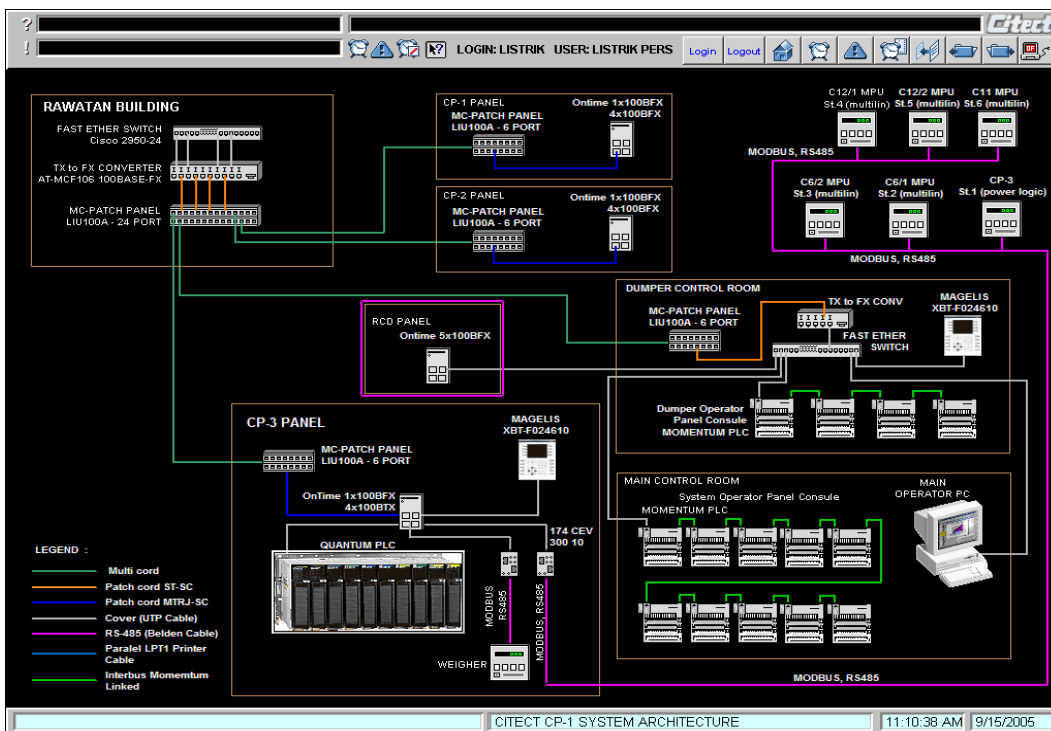 ?
Citect
!
LOGIN: LISTRIK USER: LISTRIK PERS
Login
Logout
RAWATAN BUILDING
FAST ETHER SWITCH
Cisco 2950-24
TX to FX CONVERTER
AT-MCF106 100BASE-FX
MC-PATCH PANEL
LIU100A - 24 PORT
CP-1 PANEL
MC-PATCH PANEL
LIU100A - 6 PORT
Ontime 1x100BFX
4x100BFX
CP-2 PANEL
MC-PATCH PANEL
LIU100A - 6 PORT
Ontime 1x100BFX
4x100BFX
C12/1 MPU
St.4 (multilin)
C12/2 MPU
St.5 (multilin)
C11 MPU
St.6 (multilin)
MODBUS, RS485
C6/2 MPU
St.3 (multilin)
C6/1 MPU
St.2 (multilin)
CP-3
St.1 (power logic)
MODBUS, RS485
RCD PANEL
Ontime 5x100BFX
DUMPER CONTROL ROOM
MC-PATCH PANEL
LIU100A - 6 PORT
TX to FX CONV
FAST ETHER
SWITCH
MAGELIS
XBT-F024610
Dumper Operator
Panel Consule
MOMENTUM PLC
CP-3 PANEL
MC-PATCH PANEL
LIU100A - 6 PORT
MAGELIS
XBT-F024610
OnTime 1x100BFX
4x100BTX
QUANTUM PLC
174 CEV
300 10
MODBUS
RS485
MODBUS, RS485
WEIGHER
MAIN CONTROL ROOM
System Operator Panel Consule
MOMENTUM PLC
MAIN
OPERATOR PC
MODBUS, RS485
LEGEND :
Multi cord
Patch cord ST-SC
Patch cord MTRJ-SC
Cover (UTP Cable)
RS-485 (Belden Cable)
Paralel LPT1 Printer
Cable
Interbus Momemtum
Linked
CITECT CP-1 SYSTEM ARCHITECTURE
11:10:38 AM
9/15/2005